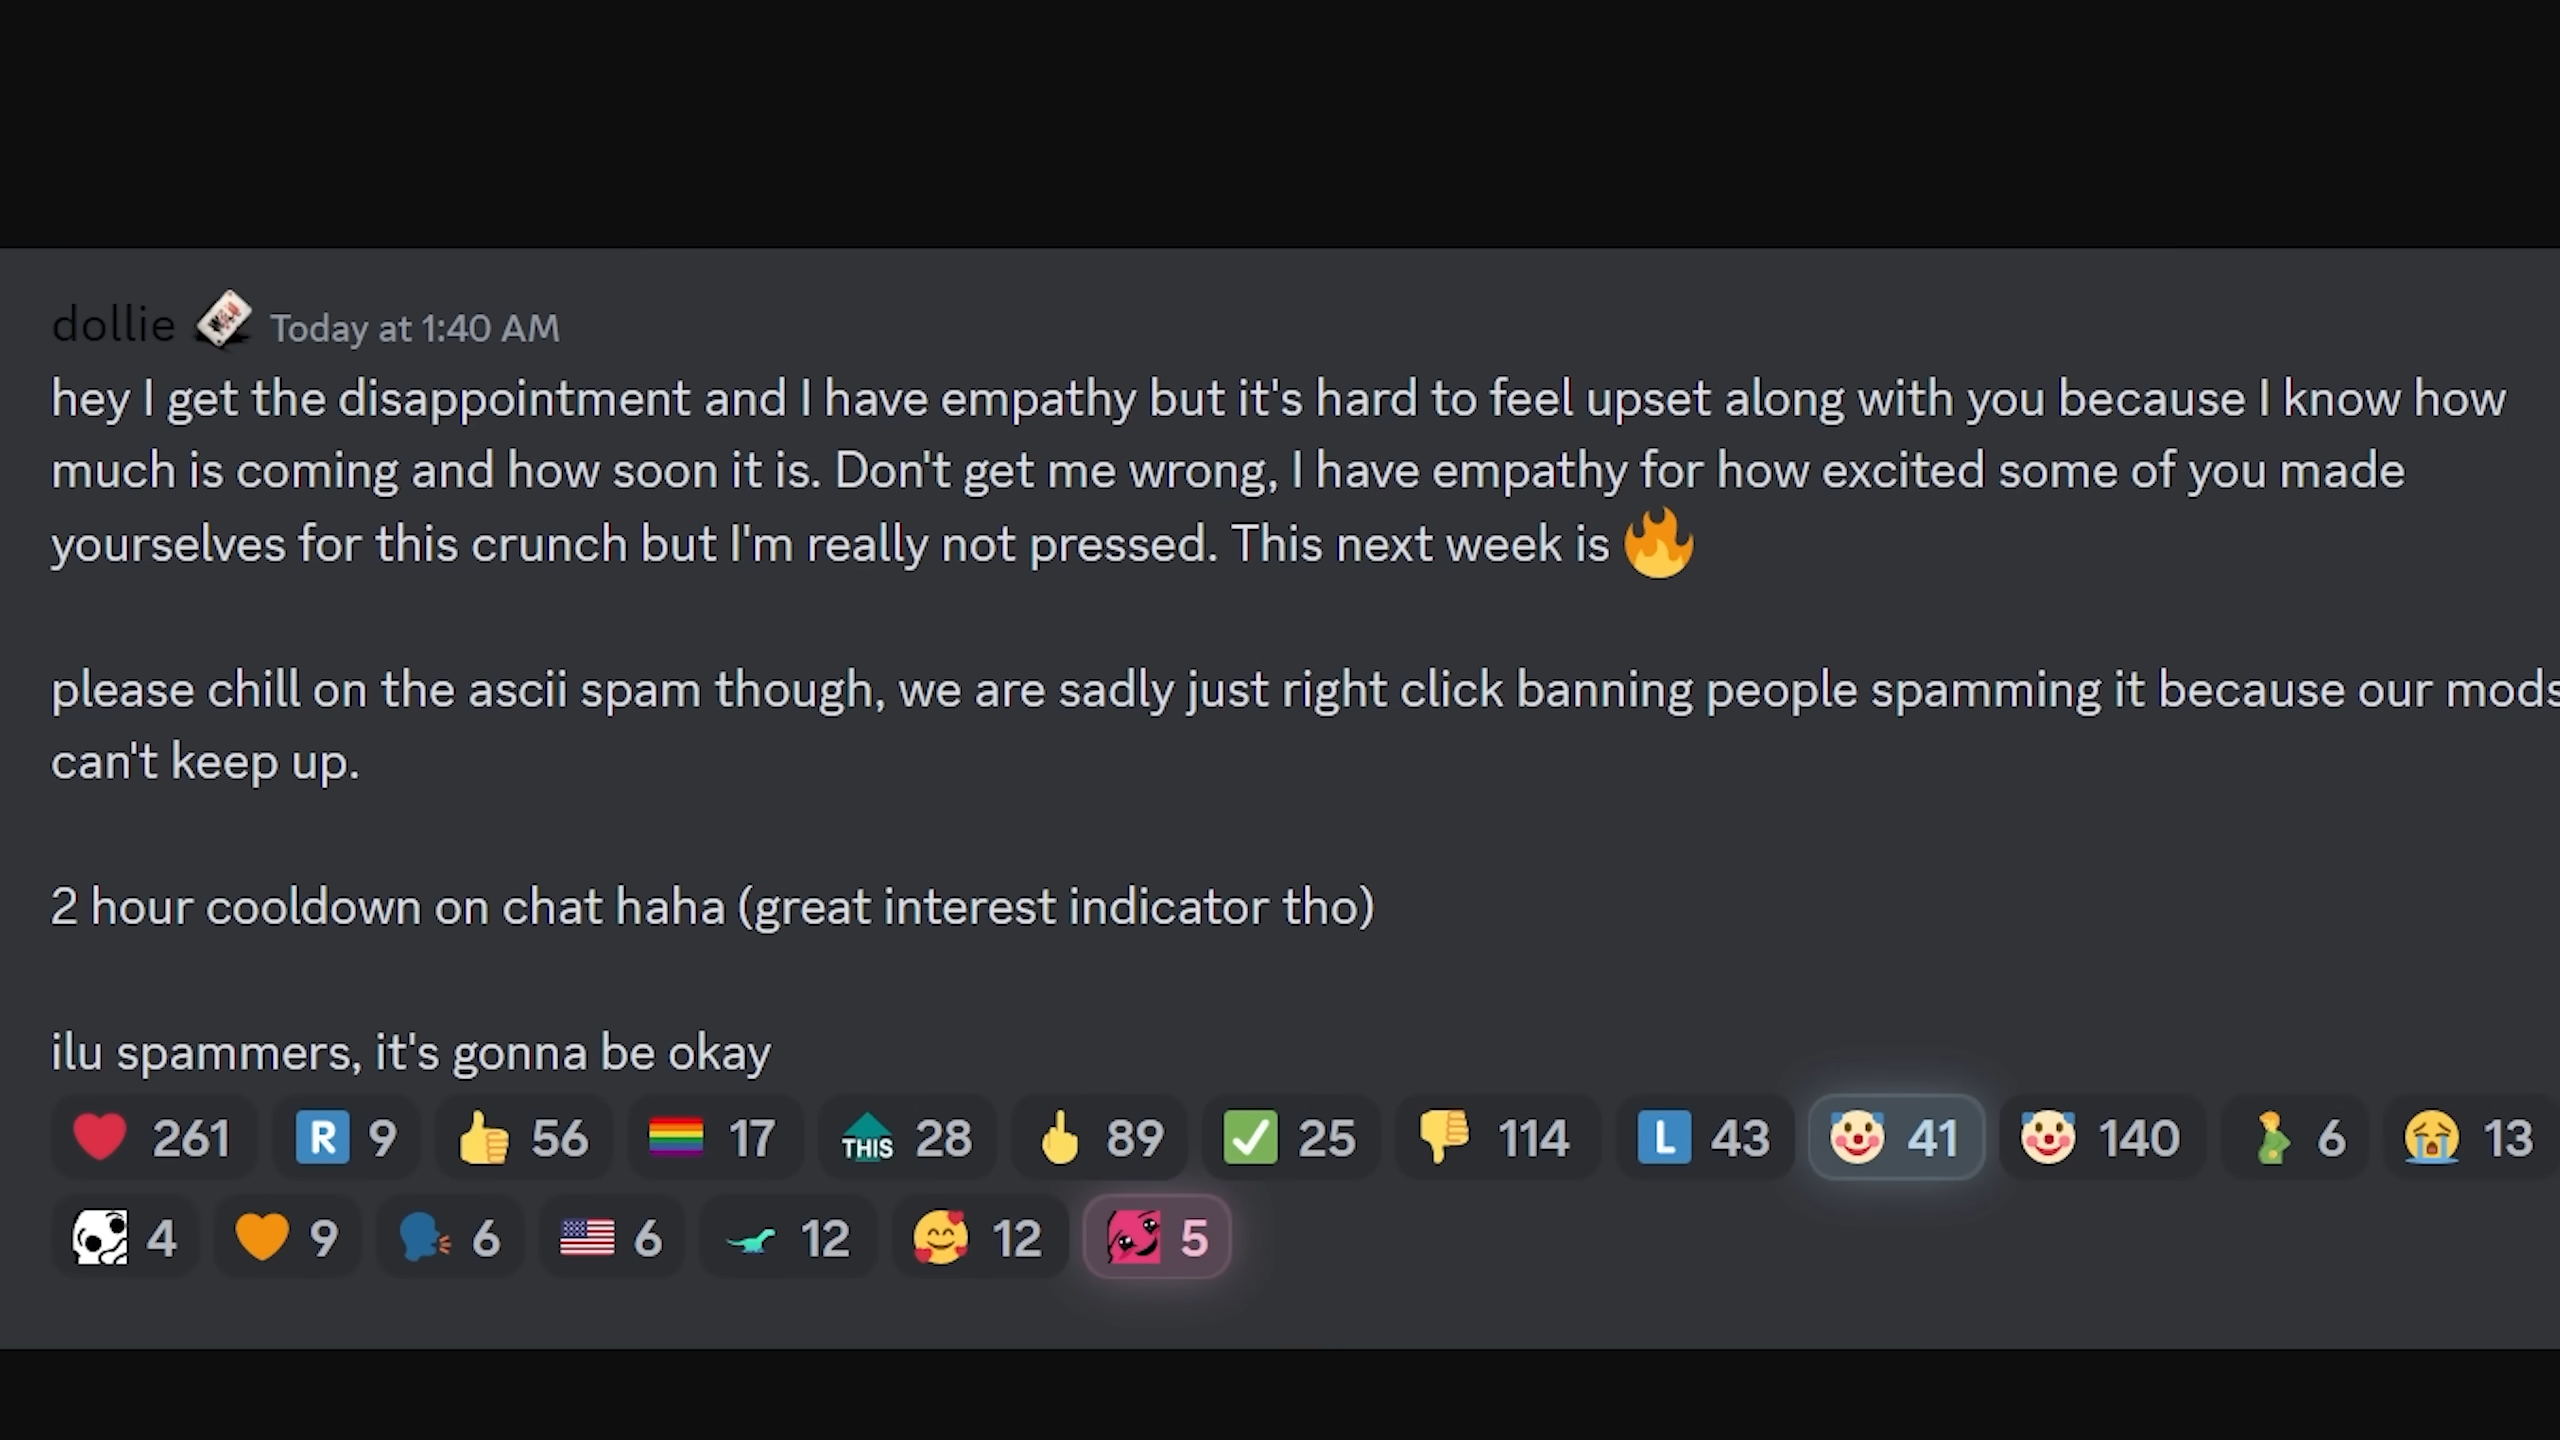 dollie Today at 1:40 AM
hey I get the disappointment and I have empathy but it's hard to feel upset along with you because I know how
much is coming and how soon it is. Don't get me wrong, I have empathy for how excited some of you made
yourselves for this crunch but I'm really not pressed. This next week is 🔥
please chill on the ascii spam though, we are sadly just right click banning people spamming it because our mods
can't keep up.
2 hour cooldown on chat haha (great interest indicator tho)
ilu spammers, it's gonna be okay
261 R 9 56 17 THIS 28 89 25 114 L 43 41 140 6 13
4 9 6 6 12 12 5